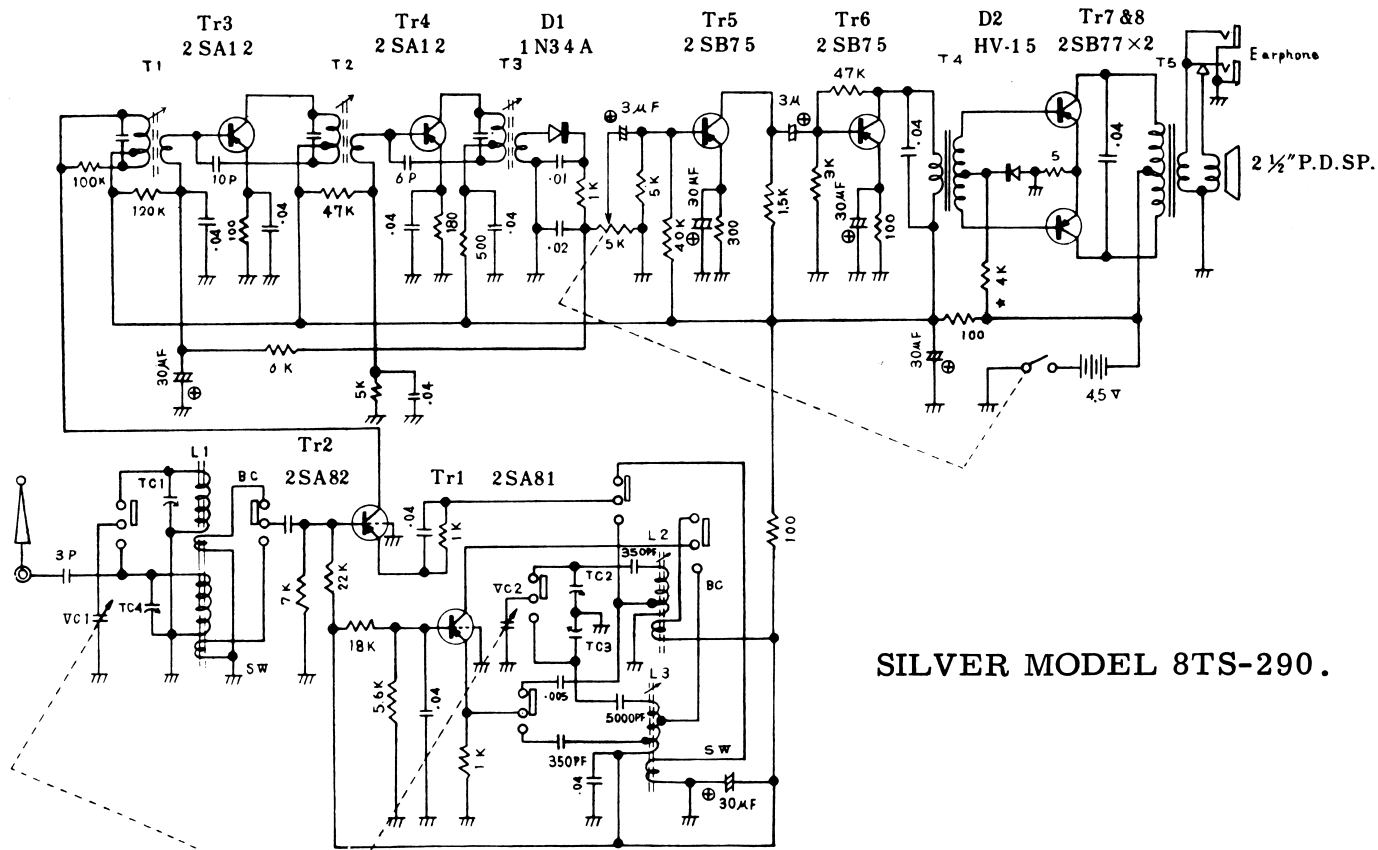 Tr3
2SA12
Tr4
2SA12
D1
1N34A
Tr5
2SB75
Tr6
2SB75
D2
HV-15
Tr7&8
2SB77×2
T1
T2
T3
T4
T5
Earphone
47K
3μF
3μ
.04
.04
5
2½"P.D.SP.
100K
10P
6P
.01
1K
5K
3K
1.5K
120K
47K
.04
100
.04
.04
180
500
.04
.02
5K
40K
30μF
300
30μF
100
4K
100
30μF
6K
5K
.04
30μF
4.5V
Tr2
2SA82
Tr1
2SA81
L1
TC1
BC
.04
1K
100
L2
350PF
3P
7K
22K
VC2
TC2
BC
VC1
TC4
18K
TC3
SW
L3
SILVER MODEL 8TS-290.
5.6K
.04
.005
5000PF
1K
350PF
SW
.04
30μF